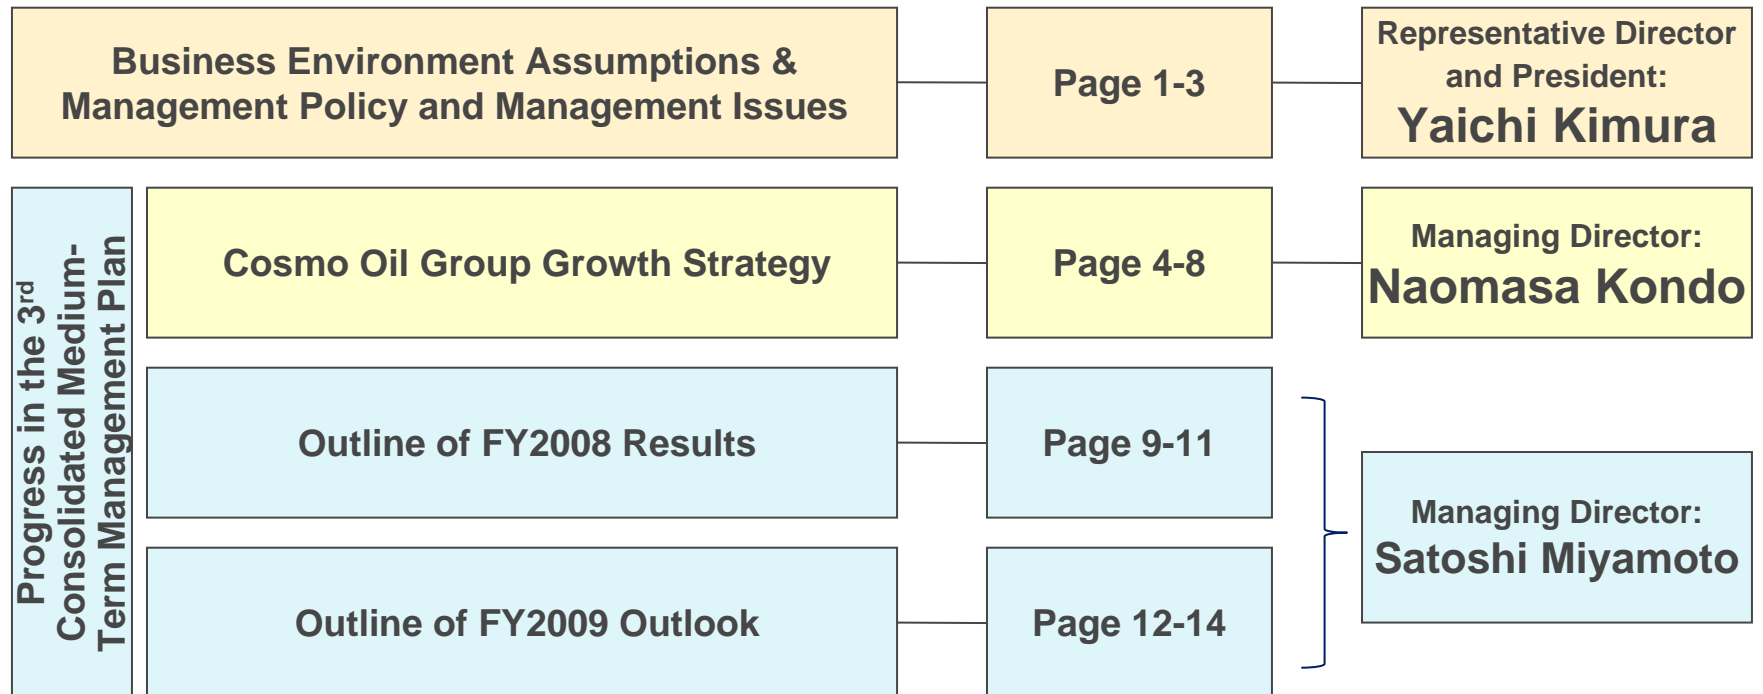 Business Environment Assumptions &
Management Policy and Management Issues
Page 1-3
Representative Director
and President:
Yaichi Kimura
Progress in the 3rd
Consolidated Medium-
Term Management Plan
Cosmo Oil Group Growth Strategy
Page 4-8
Managing Director:
Naomasa Kondo
Outline of FY2008 Results
Page 9-11
Outline of FY2009 Outlook
Page 12-14
Managing Director:
Satoshi Miyamoto